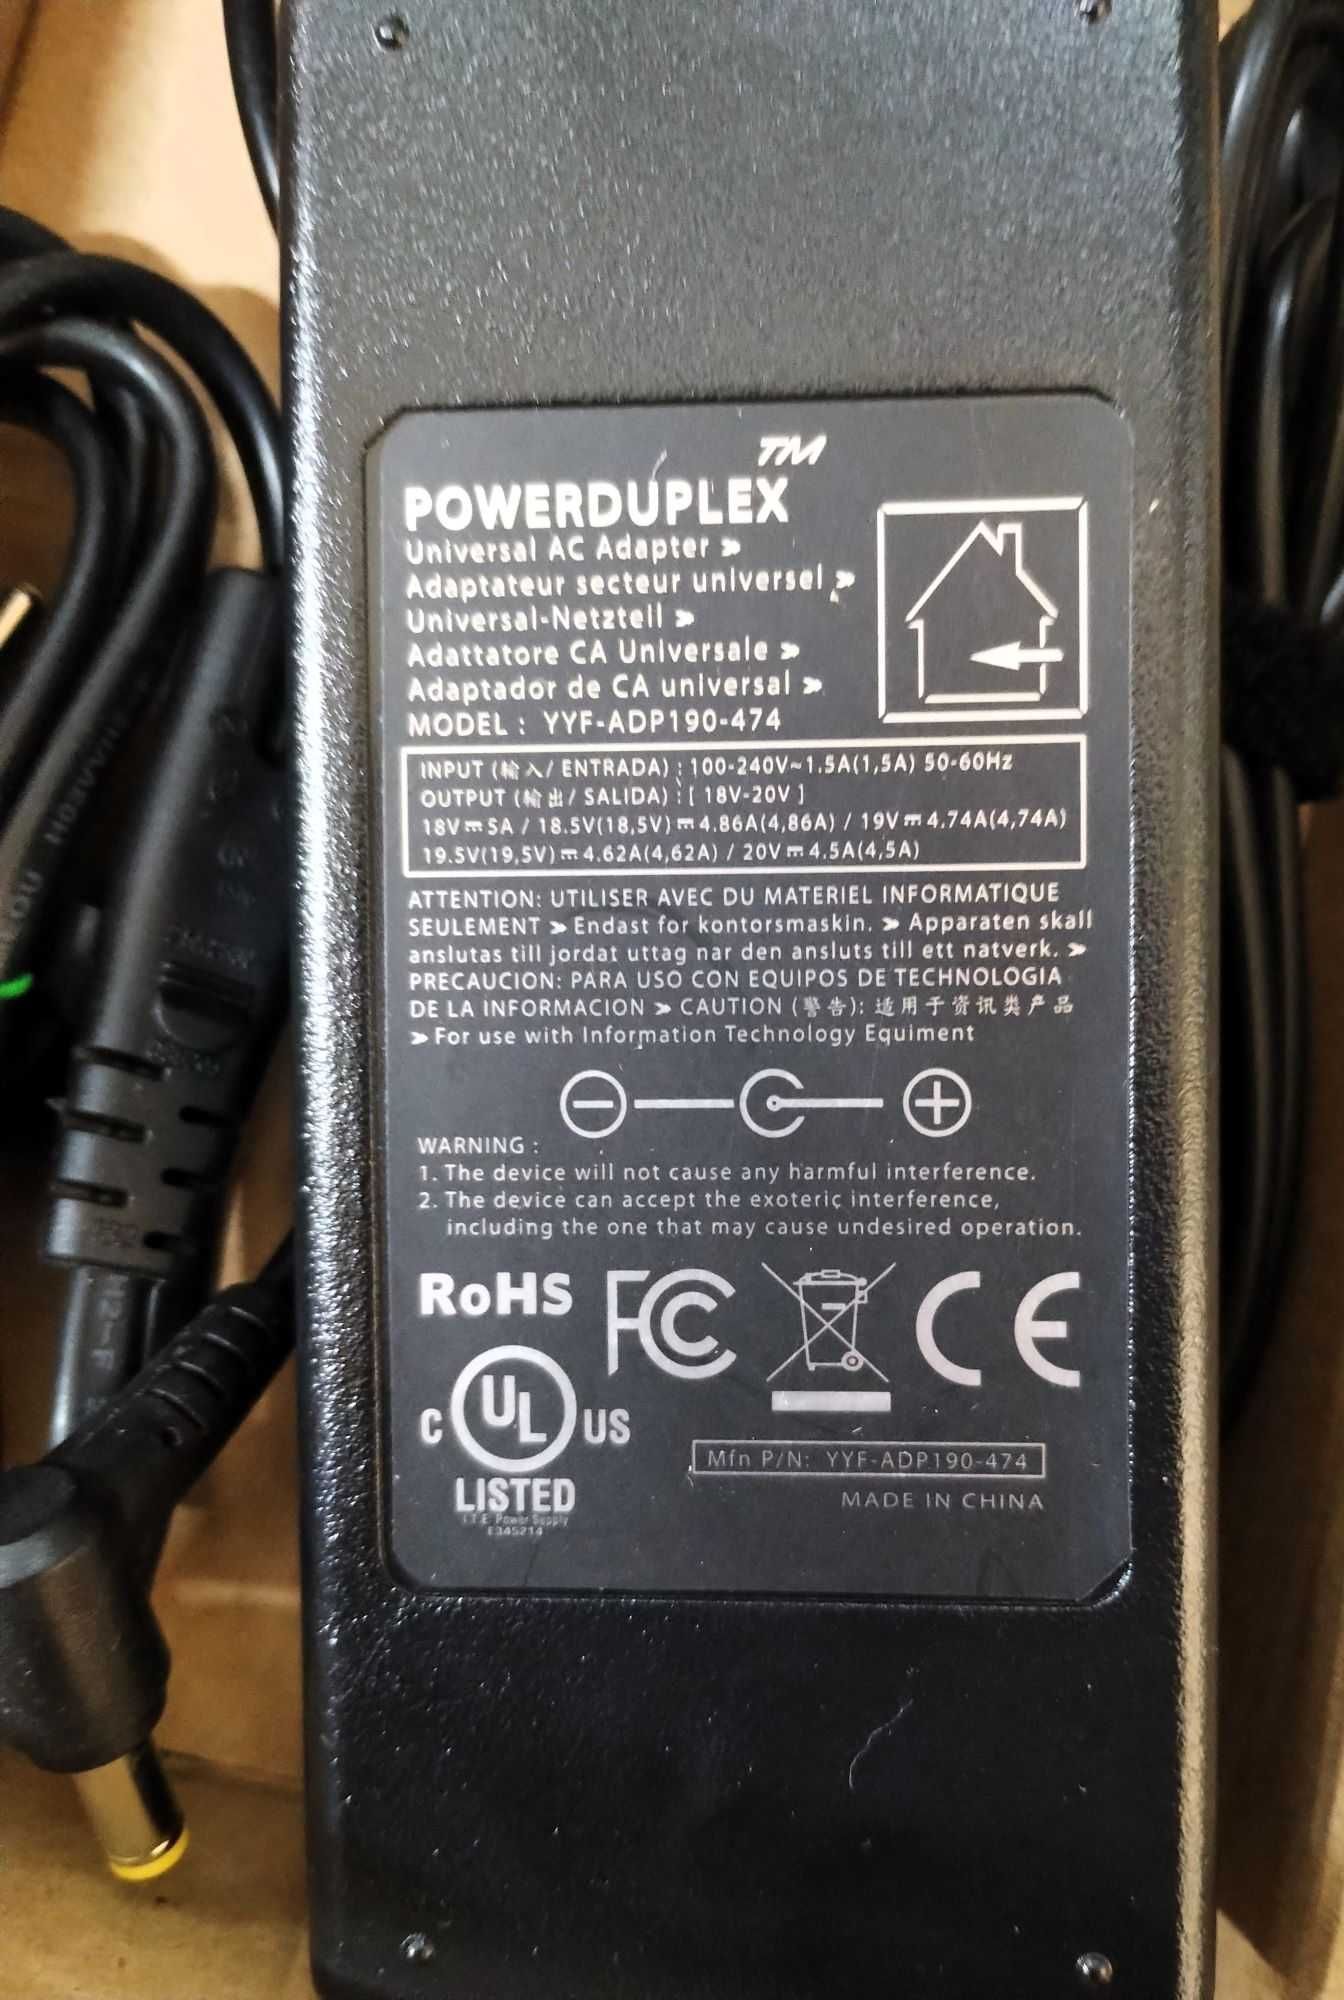 TM
POWERDUPLEX
Universal AC Adapter ➤
Adaptateur secteur universel ➤
Universal-Netzteil ➤
Adattatore CA Universale ➤
Adaptador de CA universal ➤
MODEL : YYF-ADP190-474
INPUT (輸入/ ENTRADA) : 100-240V~1.5A(1,5A) 50-60Hz
OUTPUT (輸出/ SALIDA) : [ 18V-20V ]
18V⎓5A / 18.5V(18,5V)⎓4.86A(4,86A) / 19V⎓4.74A(4,74A)
19.5V(19,5V)⎓4.62A(4,62A) / 20V⎓4.5A(4,5A)
ATTENTION: UTILISER AVEC DU MATERIEL INFORMATIQUE
SEULEMENT ➤ Endast for kontorsmaskin. ➤ Apparaten skall
anslutas till jordat uttag nar den ansluts till ett natverk. ➤
PRECAUCION: PARA USO CON EQUIPOS DE TECHNOLOGIA
DE LA INFORMACION ➤ CAUTION (警告): 适用于资讯类产品
➤ For use with Information Technology Equiment
WARNING :
1. The device will not cause any harmful interference.
2. The device can accept the exoteric interference,
including the one that may cause undesired operation.
RoHS FC CE
C UL US
LISTED
I.T.E. Power Supply
E345214
Mfn P/N: YYF-ADP190-474
MADE IN CHINA